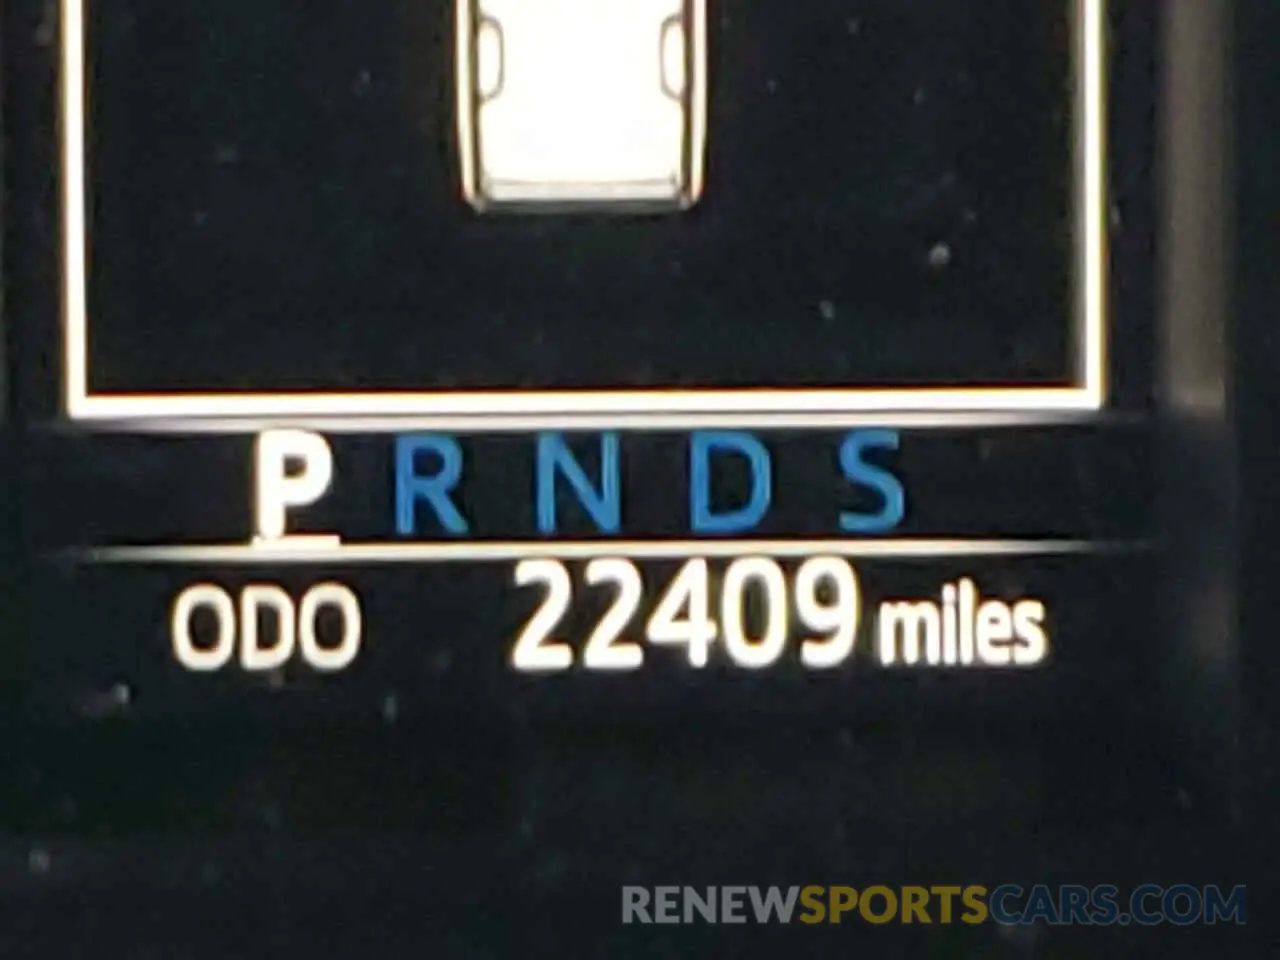 P R N D S
ODO 22409 miles
RENEWSPORTSCARS.COM